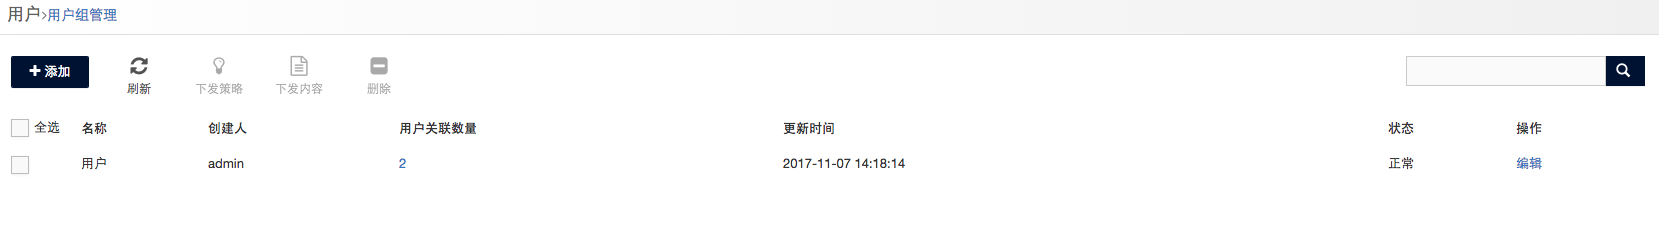 用户>用户组管理
添加 刷新 下发策略 下发内容 删除
全选 名称 创建人 用户关联数量 更新时间 状态 操作
用户 admin 2 2017-11-07 14:18:14 正常 编辑